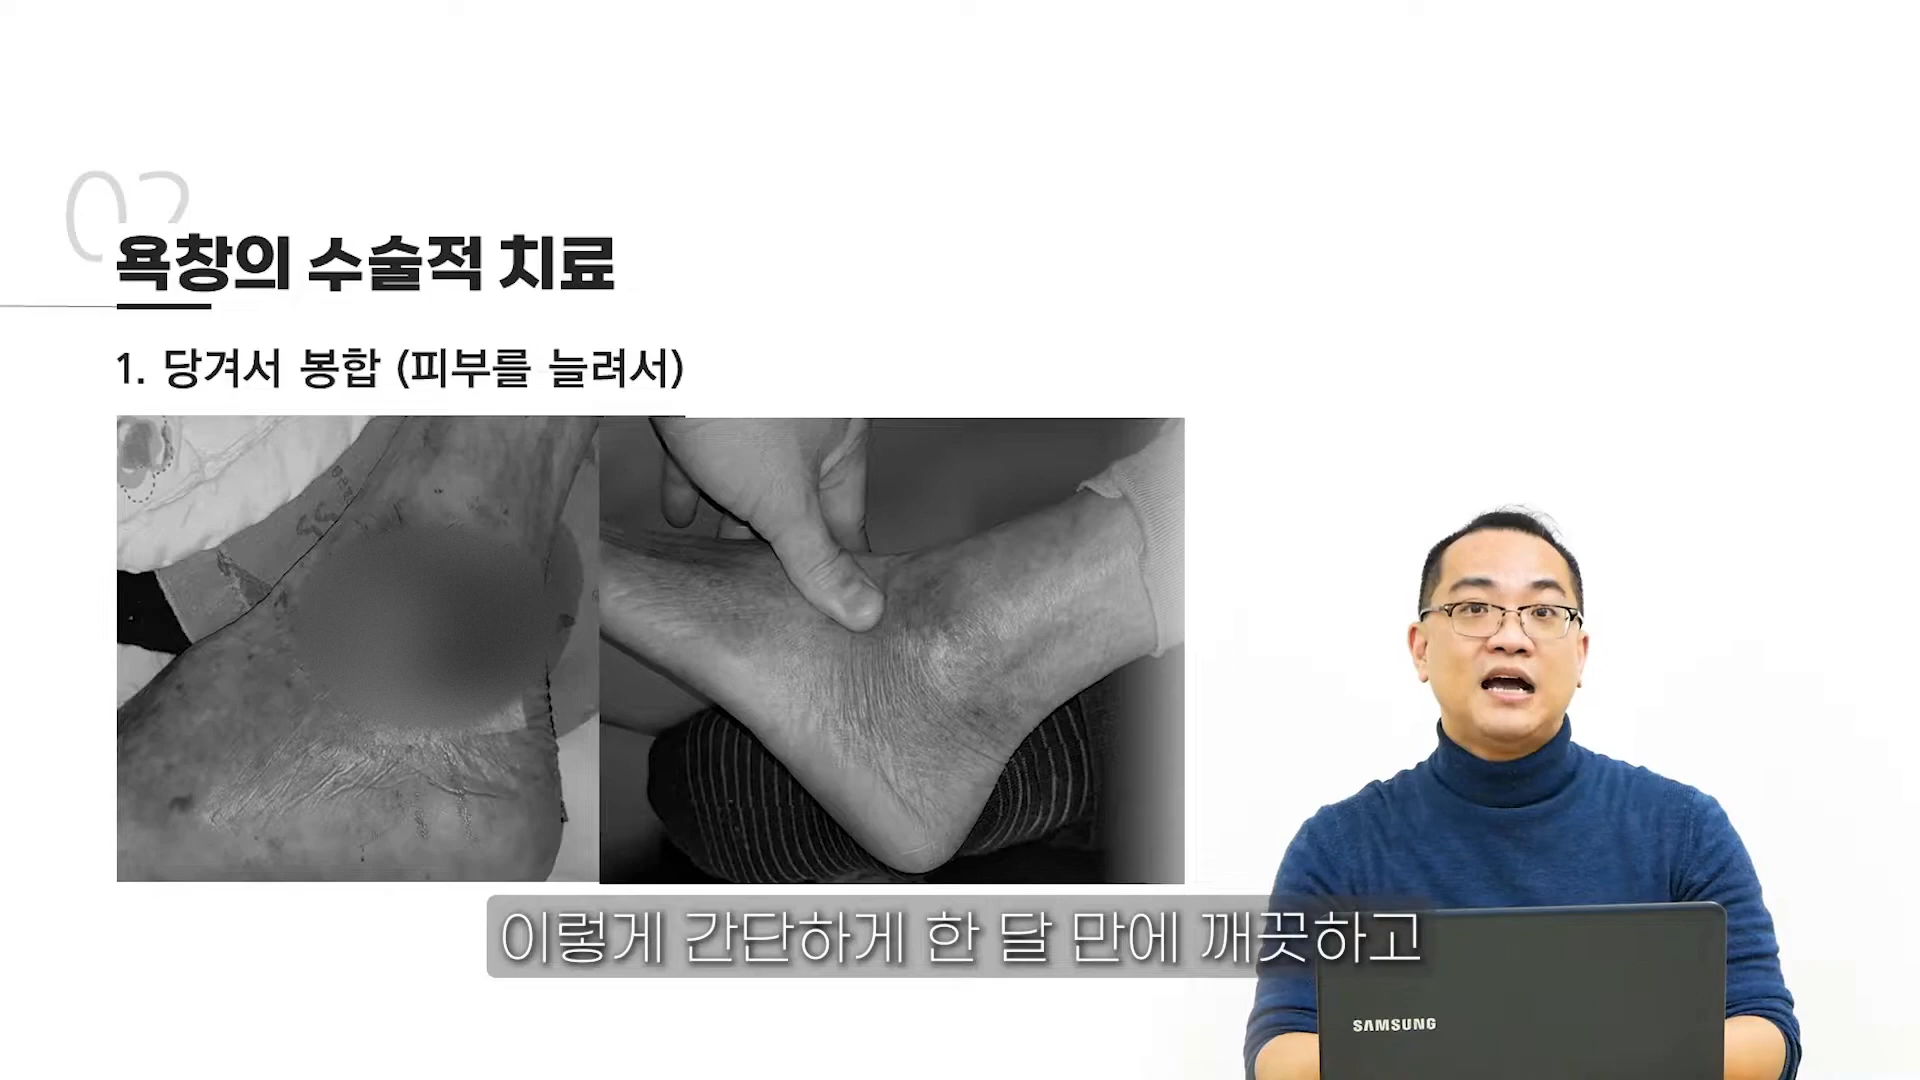 02
욕창의 수술적 치료
1. 당겨서 봉합 (피부를 늘려서)
이렇게 간단하게 한 달 만에 깨끗하고
SAMSUNG